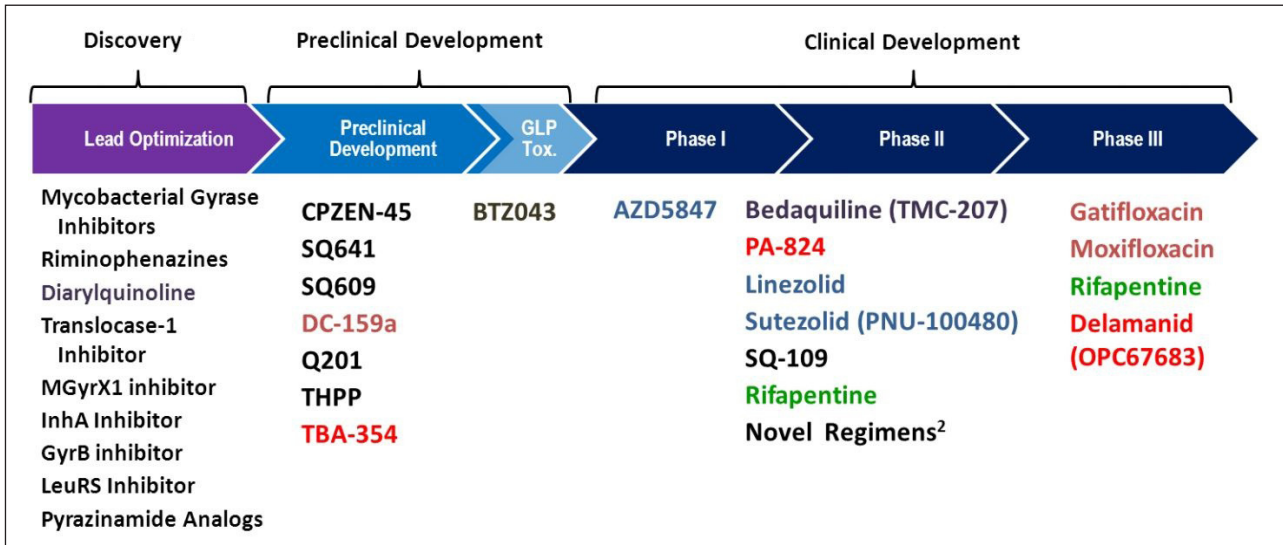 Discovery
Preclinical Development
Clinical Development
Lead Optimization
Preclinical
Development
GLP
Tox.
Phase I
Phase II
Phase III
Mycobacterial Gyrase
Inhibitors
Riminophenazines
Diarylquinoline
Translocase-1
Inhibitor
MGyrX1 inhibitor
InhA Inhibitor
GyrB inhibitor
LeuRS Inhibitor
Pyrazinamide Analogs
CPZEN-45
SQ641
SQ609
DC-159a
Q201
THPP
TBA-354
BTZ043
AZD5847
Bedaquiline (TMC-207)
PA-824
Linezolid
Sutezolid (PNU-100480)
SQ-109
Rifapentine
Novel Regimens²
Gatifloxacin
Moxifloxacin
Rifapentine
Delamanid
(OPC67683)